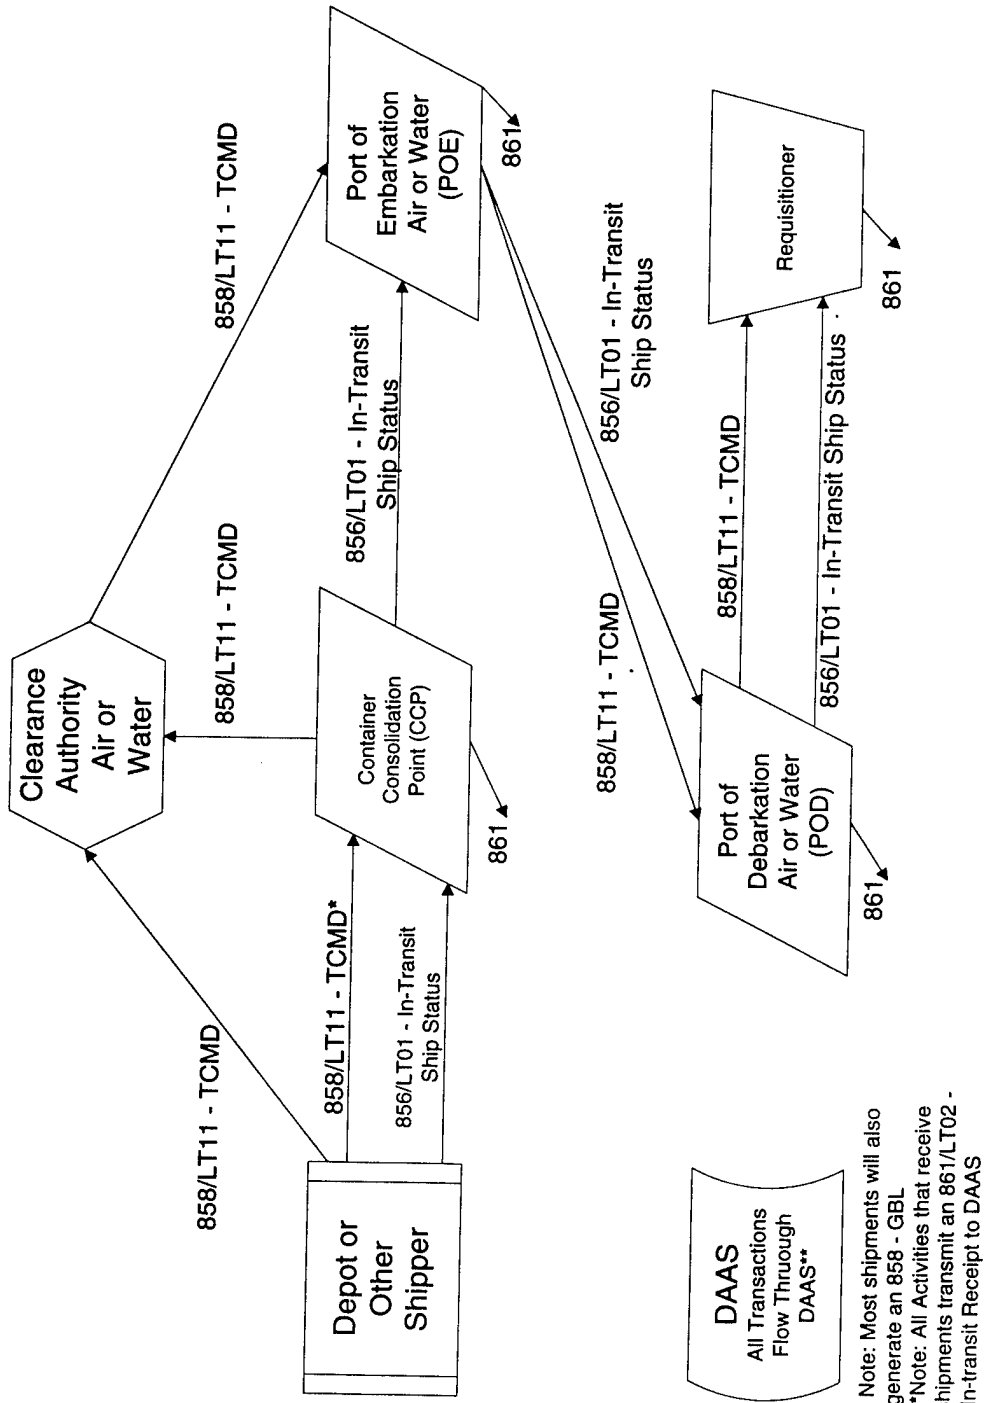 Clearance
Authority
Air or
Water
858/LT11 - TCMD
858/LT11 - TCMD
858/LT11 - TCMD
Depot or
Other
Shipper
858/LT11 - TCMD*
856/LT01 - In-Transit
Ship Status
Container
Consolidation
Point (CCP)
861
856/LT01 - In-Transit
Ship Status
Port of
Embarkation
Air or Water
(POE)
861
858/LT11 - TCMD
856/LT01 - In-Transit
Ship Status
DAAS
All Transactions
Flow Thruough
DAAS**
Port of
Debarkation
Air or Water
(POD)
861
858/LT11 - TCMD
856/LT01 - In-Transit Ship Status
Requisitioner
861
Note: Most shipments will also
generate an 858 - GBL
*Note: All Activities that receive
hipments transmit an 861/LT02 -
In-transit Receipt to DAAS